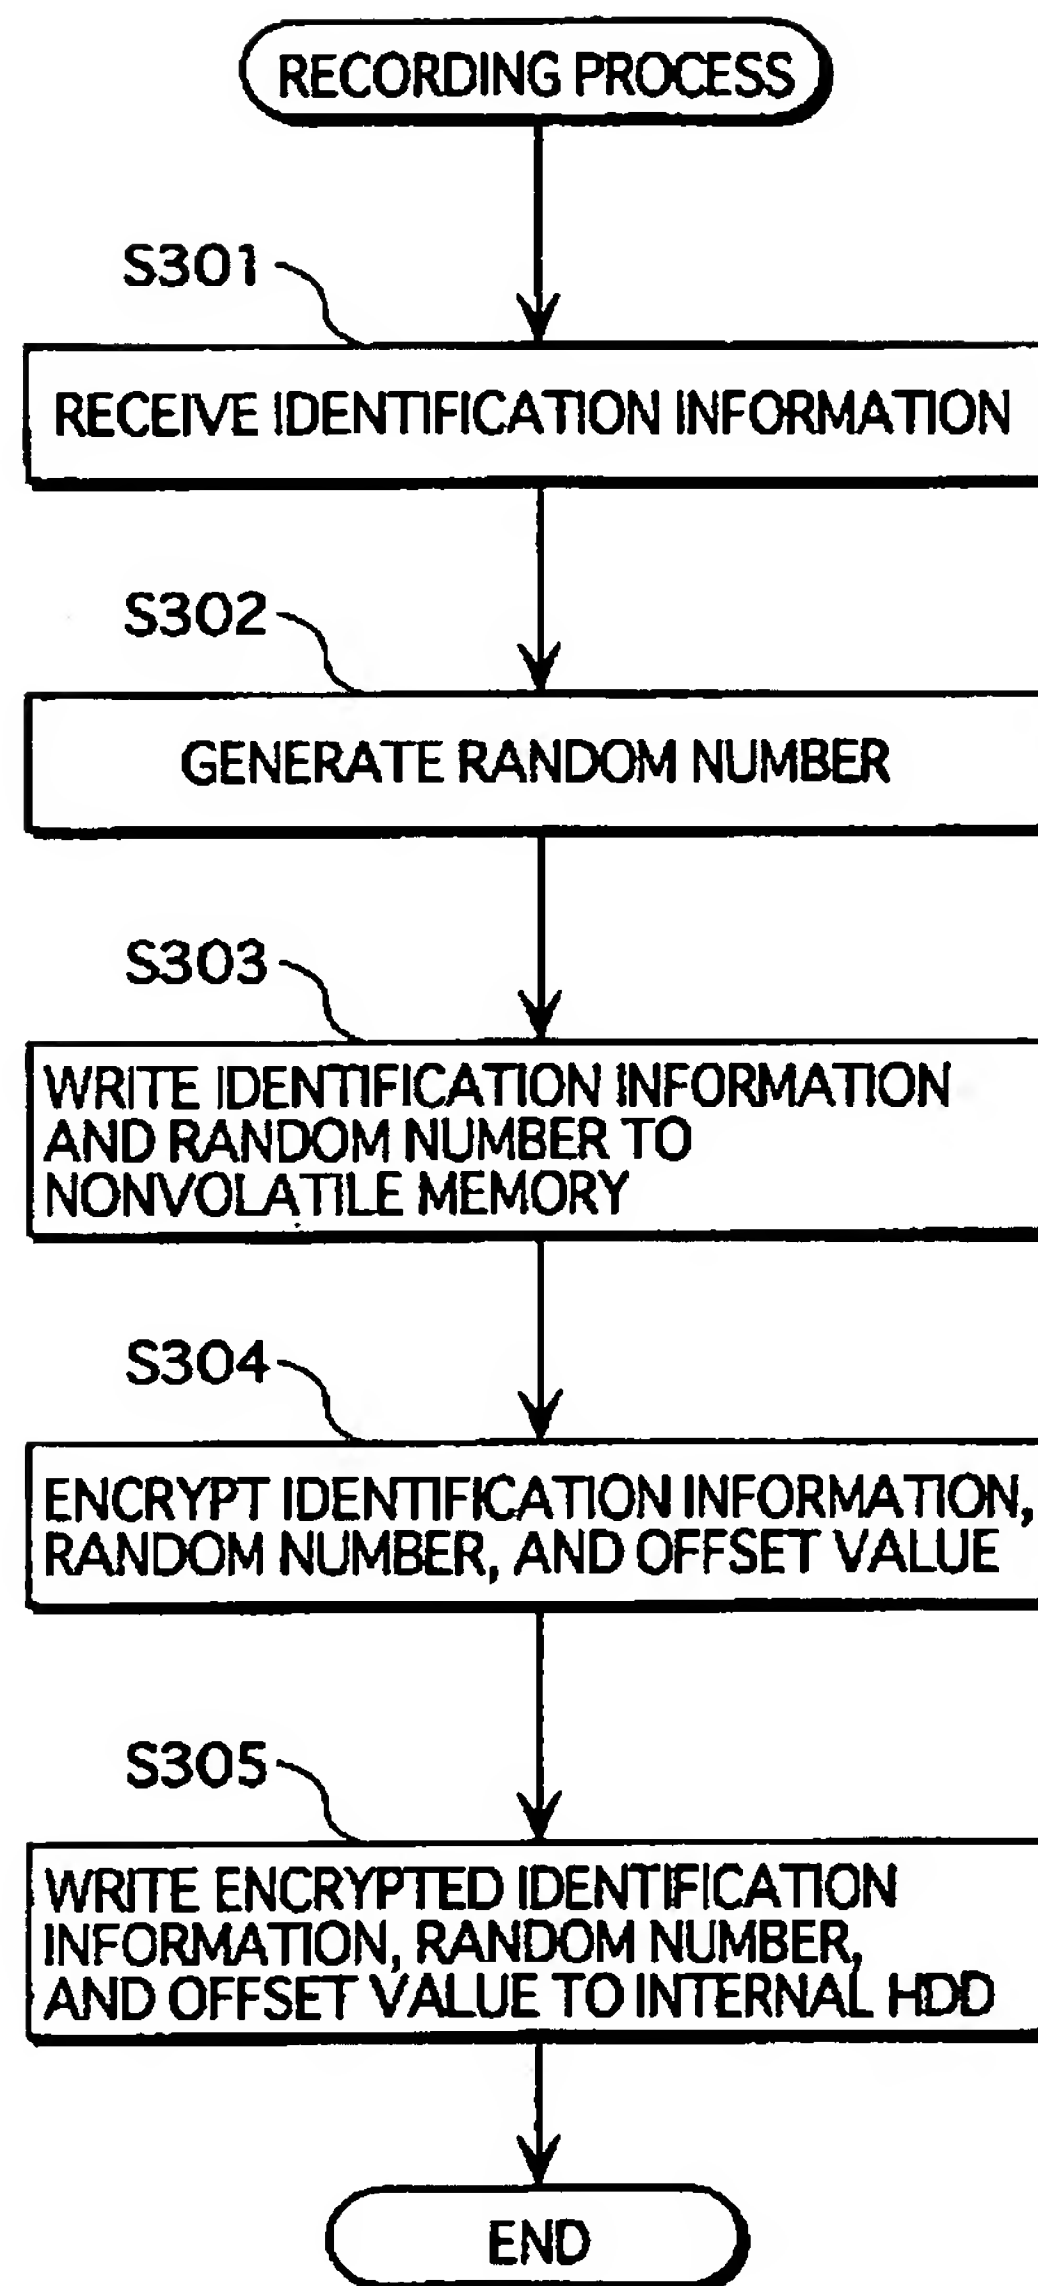 RECORDING PROCESS
S301
RECEIVE IDENTIFICATION INFORMATION
S302
GENERATE RANDOM NUMBER
S303
WRITE IDENTIFICATION INFORMATION
AND RANDOM NUMBER TO
NONVOLATILE MEMORY
S304
ENCRYPT IDENTIFICATION INFORMATION,
RANDOM NUMBER, AND OFFSET VALUE
S305
WRITE ENCRYPTED IDENTIFICATION
INFORMATION, RANDOM NUMBER,
AND OFFSET VALUE TO INTERNAL HDD
END